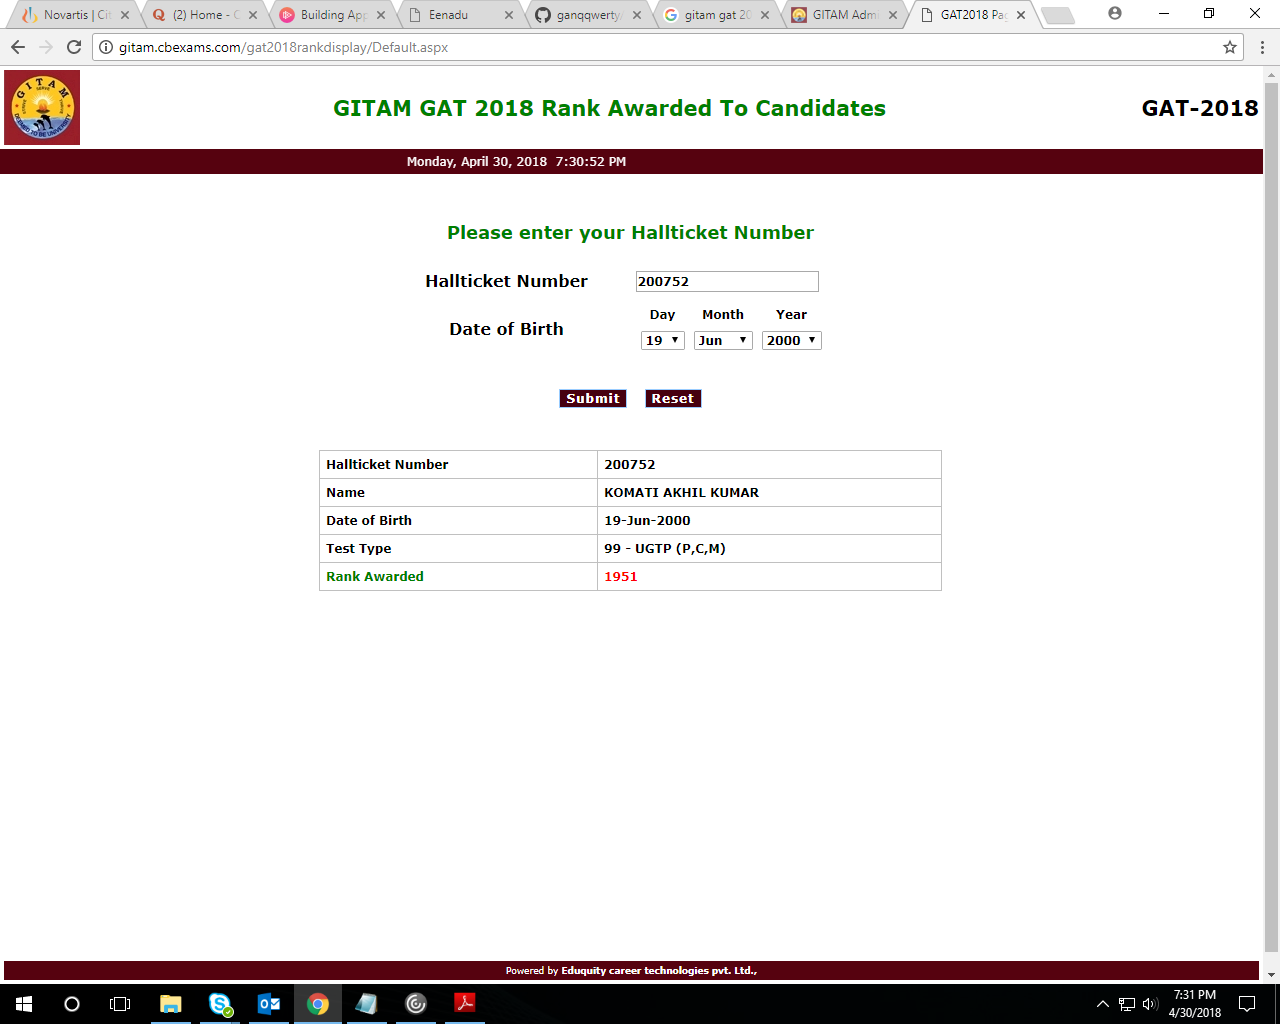 Novartis | Cit
(2) Home - Q
Building App
Eenadu
ganqqwerty/
gitam gat 20
GITAM Admi
GAT2018 Pag
gitam.cbexams.com/gat2018rankdisplay/Default.aspx
GITAM
DEEMED TO BE UNIVERSITY
GITAM GAT 2018 Rank Awarded To Candidates
GAT-2018
Monday, April 30, 2018 7:30:52 PM
Please enter your Hallticket Number
Hallticket Number 200752
Day Month Year
Date of Birth
19 Jun 2000
Submit Reset
Hallticket Number 200752
Name KOMATI AKHIL KUMAR
Date of Birth 19-Jun-2000
Test Type 99 - UGTP (P,C,M)
Rank Awarded 1951
Powered by Eduquity career technologies pvt. Ltd.,
7:31 PM
4/30/2018